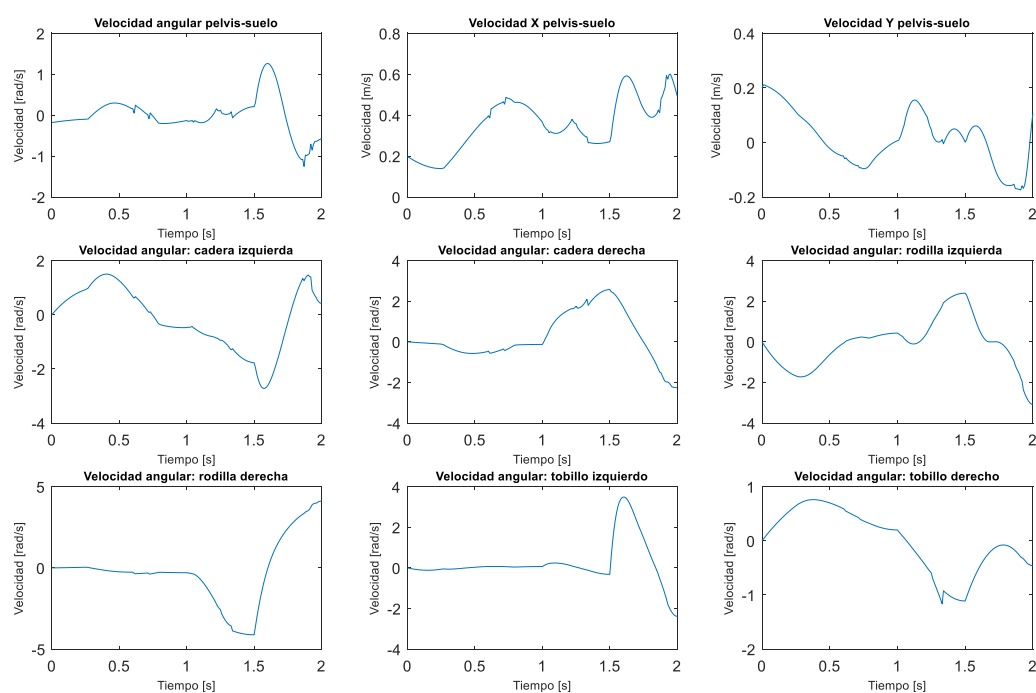 Velocidad angular pelvis-suelo
Velocidad [rad/s]
2
1
0
-1
-2
0 0.5 1 1.5 2
Tiempo [s]
Velocidad X pelvis-suelo
Velocidad [m/s]
0.8
0.6
0.4
0.2
0
0 0.5 1 1.5 2
Tiempo [s]
Velocidad Y pelvis-suelo
Velocidad [m/s]
0.4
0.2
0
-0.2
0 0.5 1 1.5 2
Tiempo [s]
Velocidad angular: cadera izquierda
Velocidad [rad/s]
2
0
-2
-4
0 0.5 1 1.5 2
Tiempo [s]
Velocidad angular: cadera derecha
Velocidad [rad/s]
4
2
0
-2
-4
0 0.5 1 1.5 2
Tiempo [s]
Velocidad angular: rodilla izquierda
Velocidad [rad/s]
4
2
0
-2
-4
0 0.5 1 1.5 2
Tiempo [s]
Velocidad angular: rodilla derecha
Velocidad [rad/s]
5
0
-5
0 0.5 1 1.5 2
Tiempo [s]
Velocidad angular: tobillo izquierdo
Velocidad [rad/s]
4
2
0
-2
-4
0 0.5 1 1.5 2
Tiempo [s]
Velocidad angular: tobillo derecho
Velocidad [rad/s]
1
0
-1
-2
0 0.5 1 1.5 2
Tiempo [s]